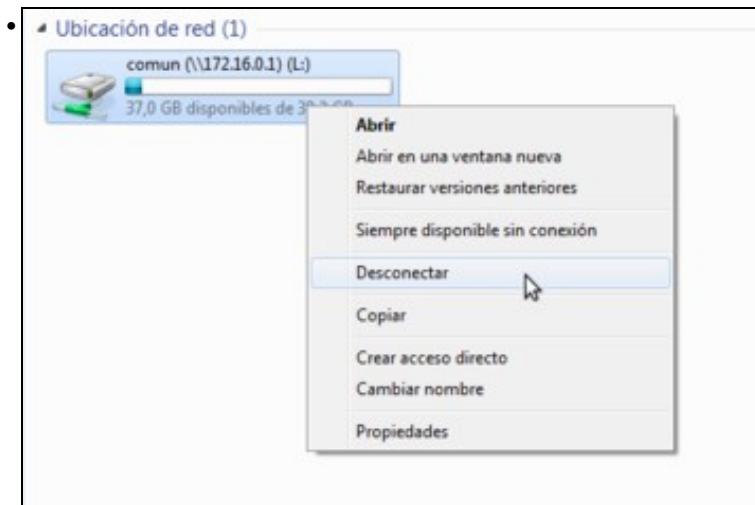 Ubicación de red (1)
comun (\\172.16.0.1) (L:)
37,0 GB disponibles de
Abrir
Abrir en una ventana nueva
Restaurar versiones anteriores
Siempre disponible sin conexión
Desconectar
Copiar
Crear acceso directo
Cambiar nombre
Propiedades